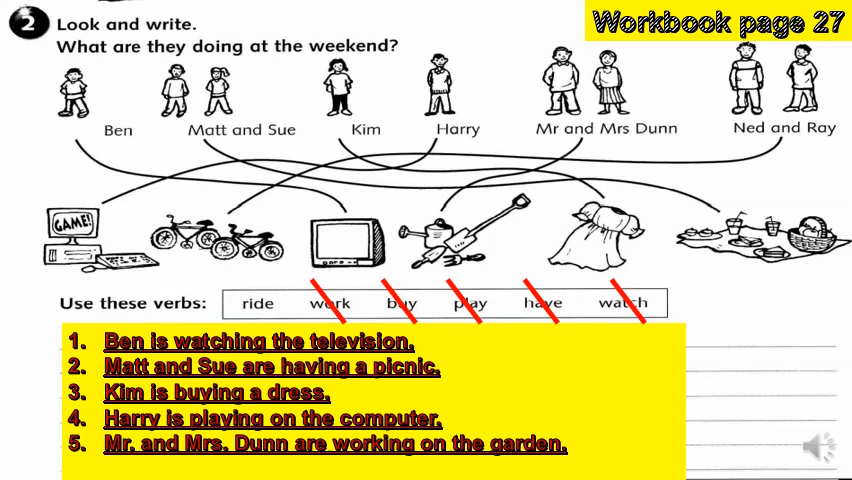 2 Look and write.
Workbook page 27
What are they doing at the weekend?
Ben Matt and Sue Kim Harry Mr and Mrs Dunn Ned and Ray
GAME!
Use these verbs: ride work buy play have watch
1. Ben is watching the television.
2. Matt and Sue are having a picnic.
3. Kim is buying a dress.
4. Harry is playing on the computer.
5. Mr. and Mrs. Dunn are working on the garden.